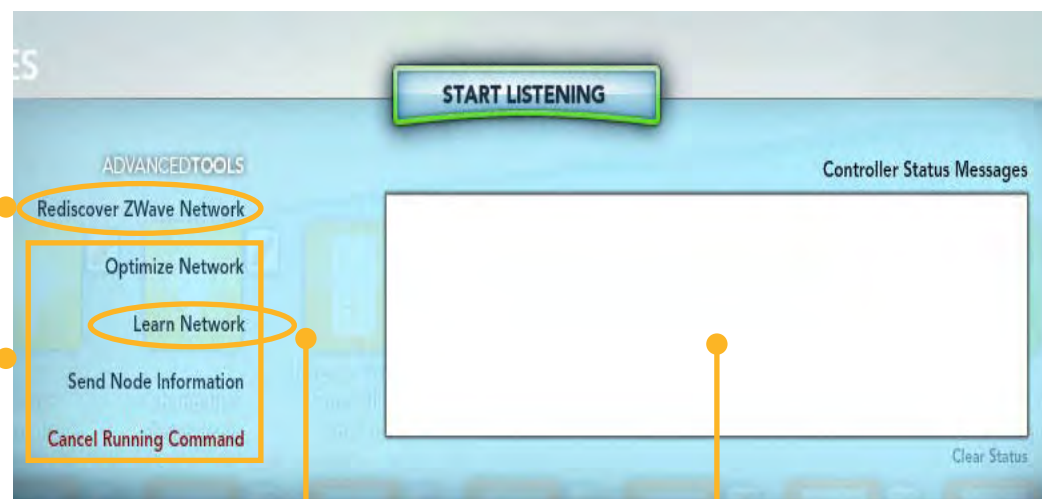 ES
START LISTENING
ADVANCEDTOOLS
Controller Status Messages
Rediscover ZWave Network
Optimize Network
Learn Network
Send Node Information
Cancel Running Command
Clear Status